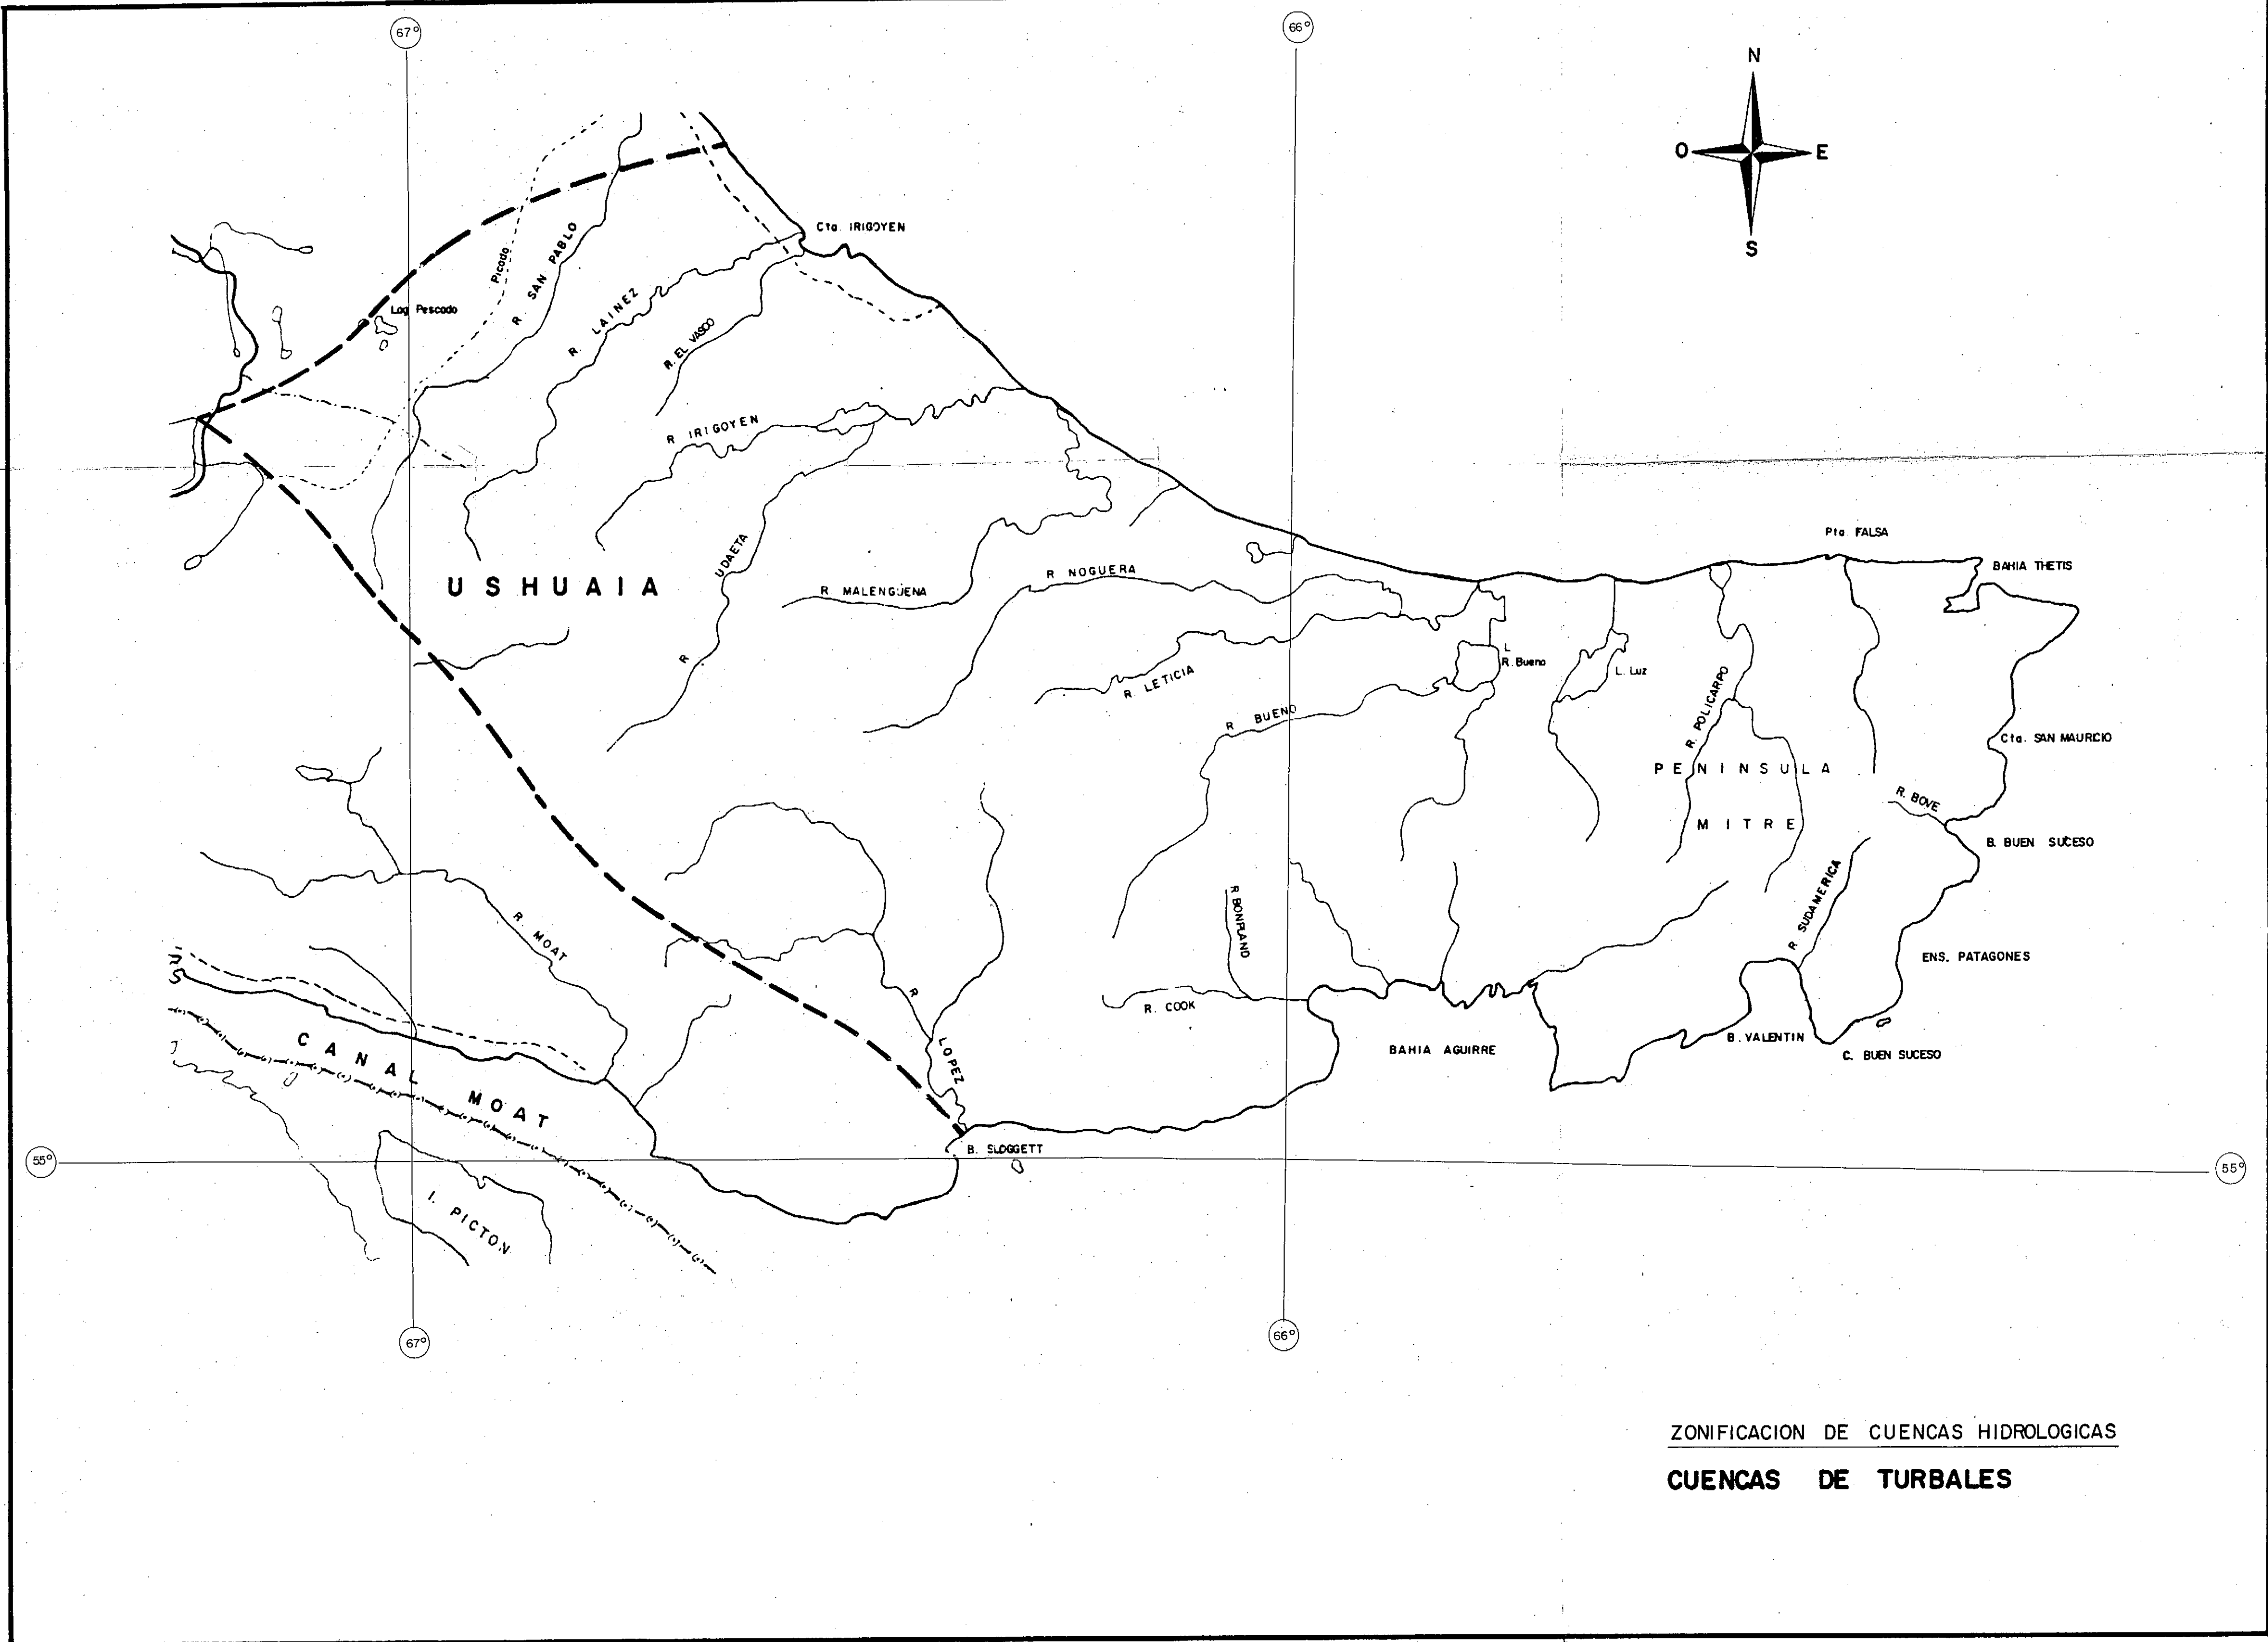 67°
66°
N
O
E
S
Cta. IRIGOYEN
Picada
R. SAN PABLO
Lag Pescado
R. LAINEZ
R. EL VASCO
R IRIGOYEN
Pta. FALSA
BAHIA THETIS
USHUAIA
R UDAETA
R MALENGÜENA
R NOGUERA
R. LETICIA
L R. Bueno
L. Luz
R BUENO
R. POLICARPO
Cta. SAN MAURCIO
PENINSULA
MITRE
R. BOVE
B. BUEN SUCESO
R SUDAMERICA
R BONPLAND
R. MOAT
ENS. PATAGONES
R. COOK
R LOPEZ
BAHIA AGUIRRE
B. VALENTIN
C. BUEN SUCESO
CANAL MOAT
B. SLOGGETT
55°
55°
I. PICTON
67°
66°
ZONIFICACION DE CUENCAS HIDROLOGICAS
CUENCAS DE TURBALES